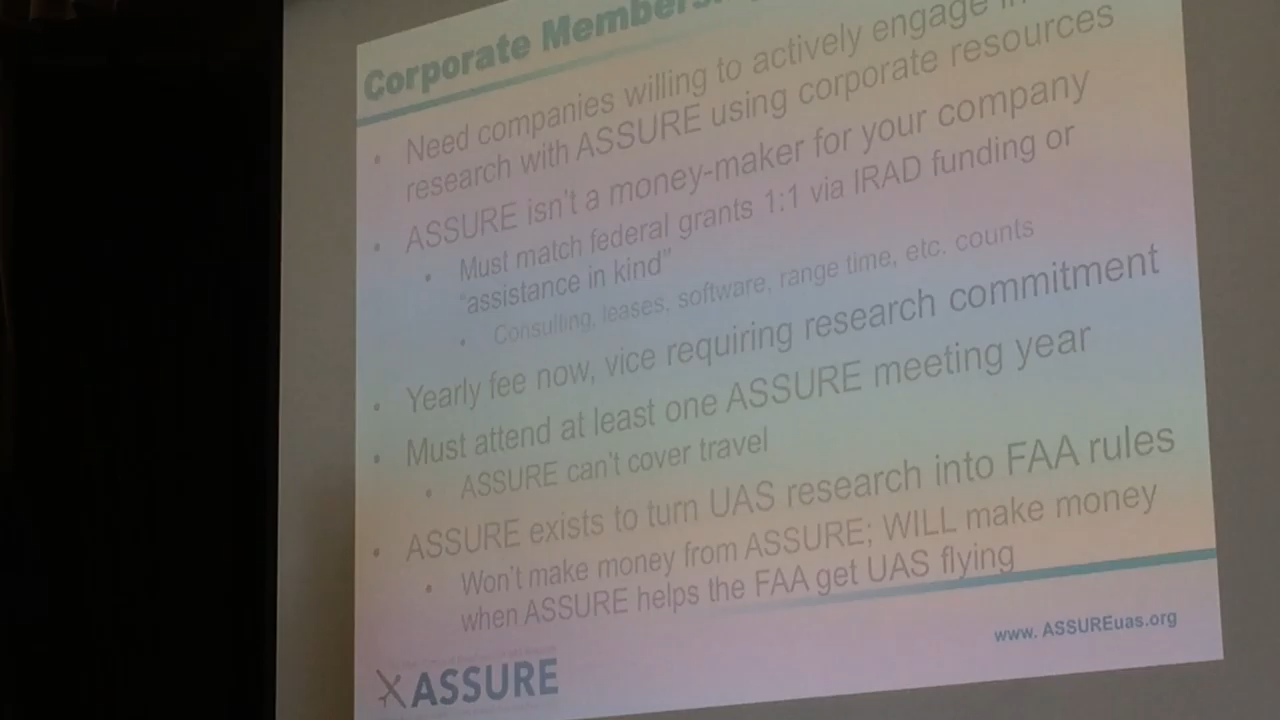 Corporate Membership
• Need companies willing to actively engage in
research with ASSURE using corporate resources
• ASSURE isn't a money-maker for your company
• Must match federal grants 1:1 via IRAD funding or
"assistance in kind"
• Consulting, leases, software, range time, etc. counts
• Yearly fee now, vice requiring research commitment
• Must attend at least one ASSURE meeting year
• ASSURE can't cover travel
• ASSURE exists to turn UAS research into FAA rules
• Won't make money from ASSURE; WILL make money
when ASSURE helps the FAA get UAS flying
www. ASSUREuas.org
ASSURE